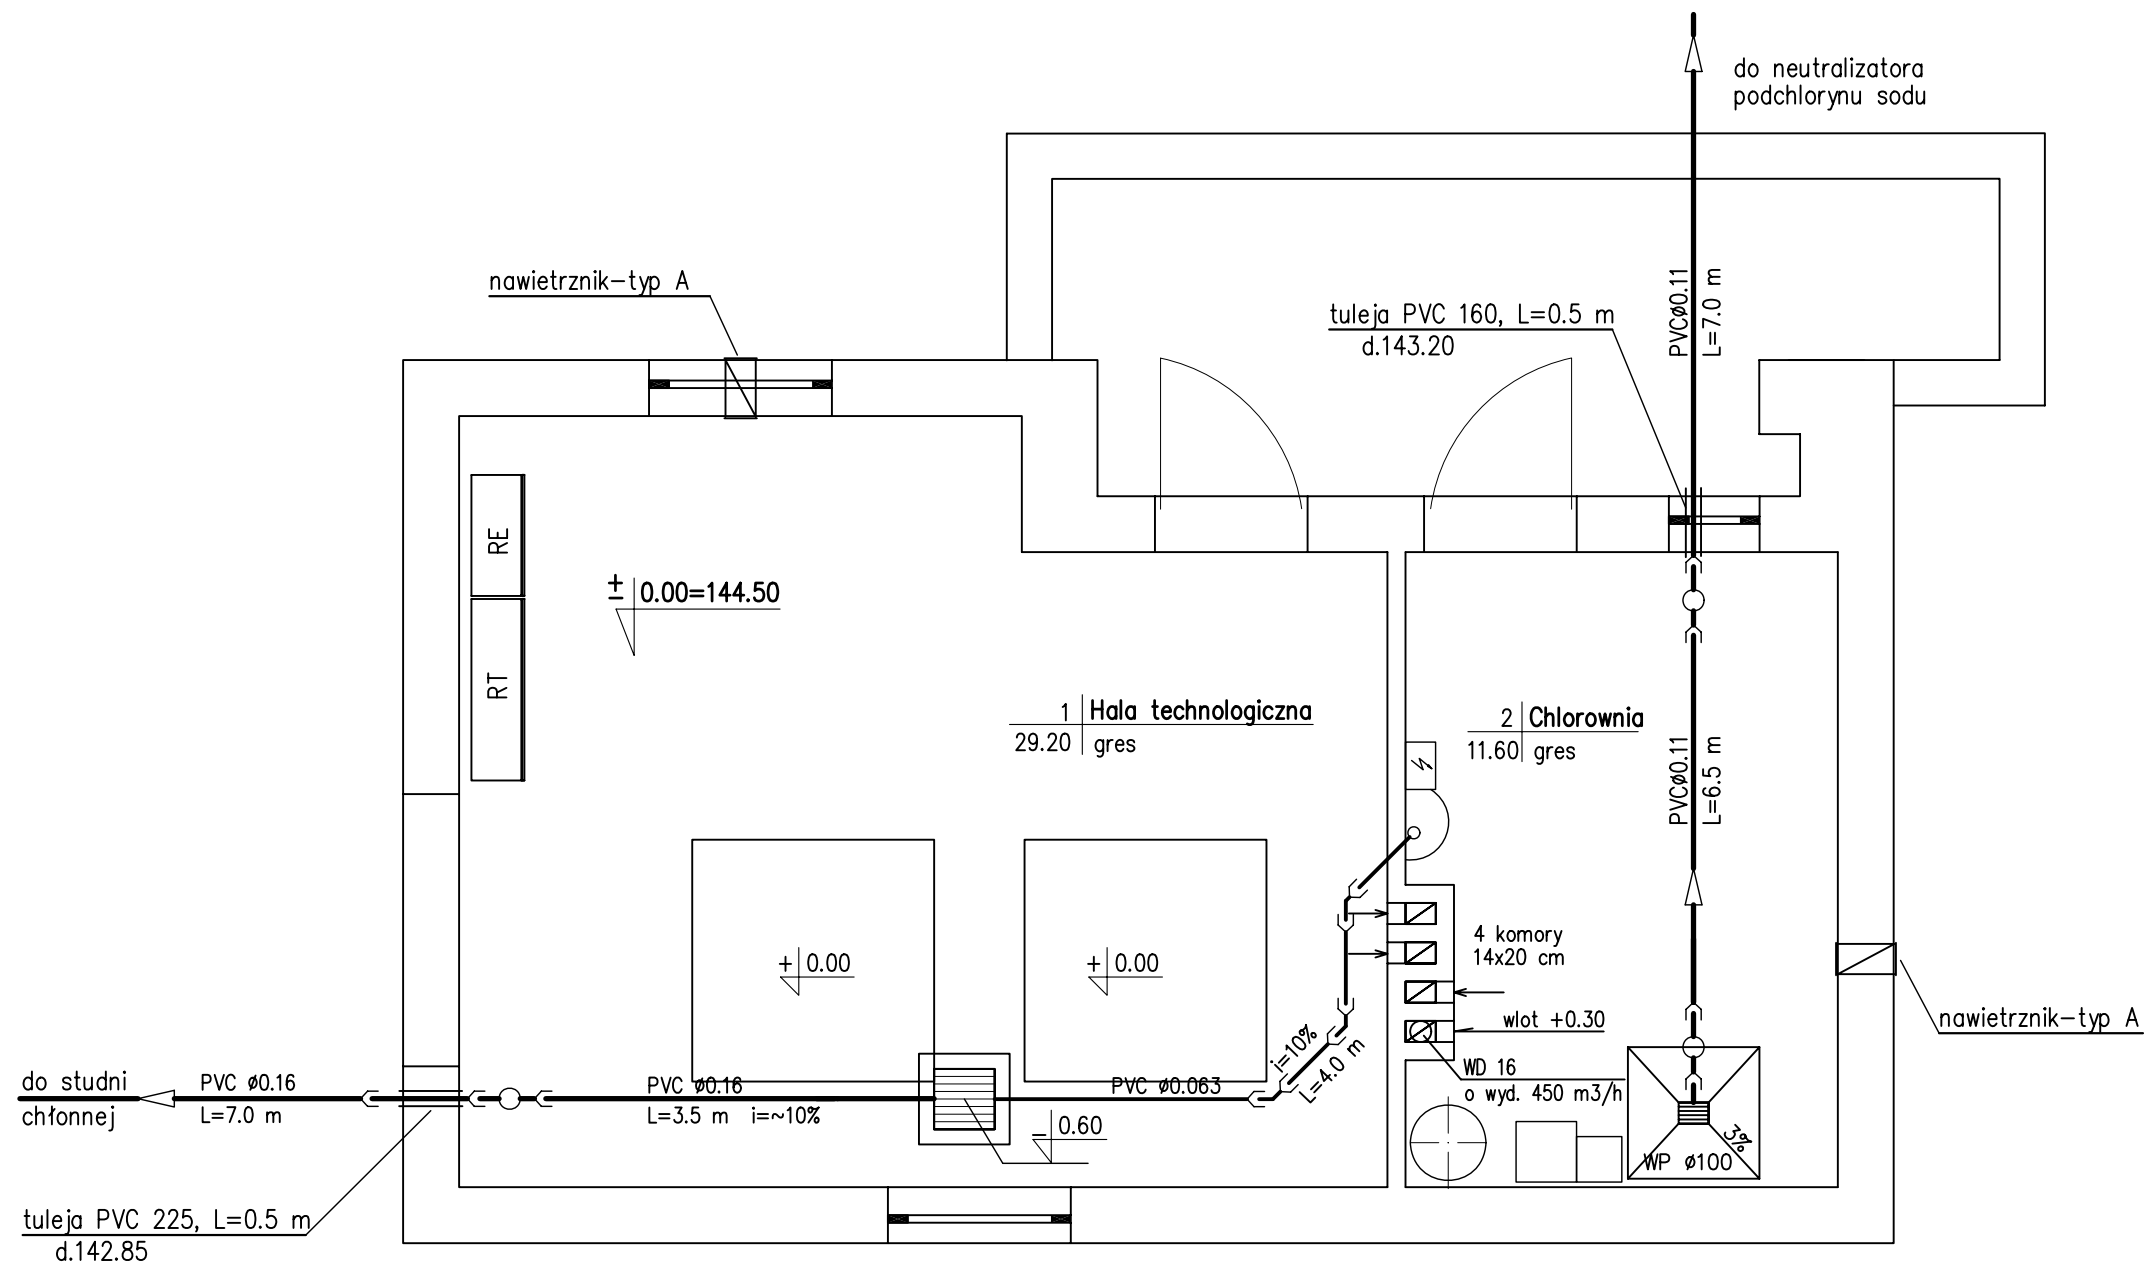 do neutralizatora
podchlorynu sodu
nawietrznik-typ A
tuleja PVC 160, L=0.5 m
d.143.20
PVCø0.11
L=7.0 m
RE
± 0.00=144.50
RT
1 Hala technologiczna
29.20 gres
2 Chlorownia
11.60 gres
PVCø0.11
L=6.5 m
4 komory
14x20 cm
+ 0.00
+ 0.00
wlot +0.30
nawietrznik-typ A
i=10%
L=4.0 m
WD 16
o wyd. 450 m3/h
do studni
chłonnej
PVC ø0.16
L=7.0 m
PVC ø0.16
L=3.5 m i=~10%
PVC ø0.063
- 0.60
3%
WP ø100
tuleja PVC 225, L=0.5 m
d.142.85